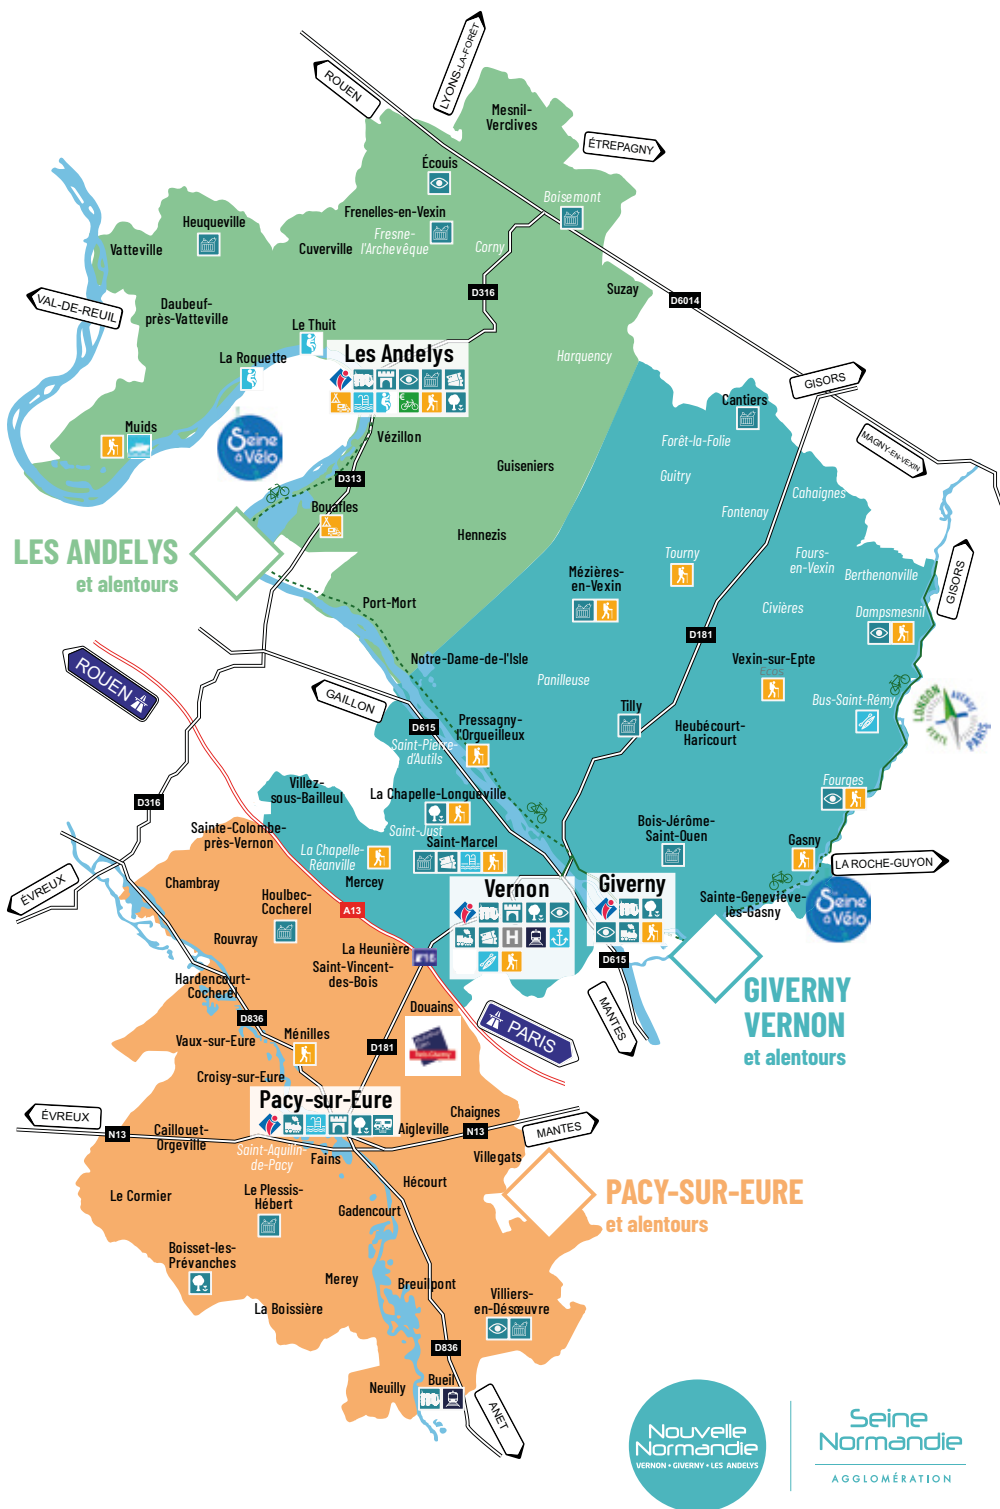 LYONS-LA-FORÊT
ROUEN
Mesnil-
Verclives
ÉTREPAGNY
Écouis
Boisemont
Heuqueville
Frenelles-en-Vexin
Fresne-
l'Archevêque
Vatteville
Cuverville
Corny
VAL-DE-REUIL
Daubeuf-
près-Vatteville
D316
Suzay
D6014
Le Thuit
La Roquette
Les Andelys
Harquency
GISORS
Cantiers
Muids
Seine
à Vélo
Vézillon
Forêt-la-Folie
MAGNY-EN-VEXIN
D313
Guiseniers
Guitry
Cahaignes
Bouafles
Fontenay
LES ANDELYS
et alentours
Hennezis
Tourny
Fours-
en-Vexin
Mézières-
en-Vexin
Berthenonville
GISORS
Port-Mort
Civières
Dampsmesnil
D181
ROUEN
Notre-Dame-de-l'Isle
Panilleuse
Vexin-sur-Epte
Ecos
GAILLON
Tilly
Bus-Saint-Rémy
LONDON
AVENUE
VERTE
PARIS
D615
Pressagny-
l'Orgueilleux
Heubécourt-
Haricourt
Saint-Pierre-
d'Autils
Villez-
sous-Bailleul
La Chapelle-Longueville
Fourges
D316
Sainte-Colombe-
près-Vernon
Saint-Just
Bois-Jérôme-
Saint-Ouen
La Chapelle-
Réanville
Saint-Marcel
Gasny
LA ROCHE-GUYON
ÉVREUX
Chambray
Mercey
Houlbec-
Cocherel
A13
Vernon
Giverny
Sainte-Geneviève-
lès-Gasny
Seine
à Vélo
H
Rouvray
La Heunière
Saint-Vincent-
des-Bois
D615
Hardencourt-
Cocherel
MANTES
GIVERNY
VERNON
et alentours
Douains
PARIS
D836
Ménilles
Vaux-sur-Eure
D181
Croisy-sur-Eure
Pacy-sur-Eure
ÉVREUX
N13
Caillouet-
Orgeville
Chaignes
Aigleville
N13
MANTES
Saint-Aquilin-
de-Pacy
Fains
Villegats
Le Cormier
Le Plessis-
Hébert
Hécourt
PACY-SUR-EURE
et alentours
Gadencourt
Boisset-les-
Prévanches
Merey
Breuilpont
La Boissière
Villiers-
en-Désœuvre
D836
Neuilly
Bueil
ANET
Nouvelle
Normandie
VERNON • GIVERNY • LES ANDELYS
Seine
Normandie
AGGLOMÉRATION